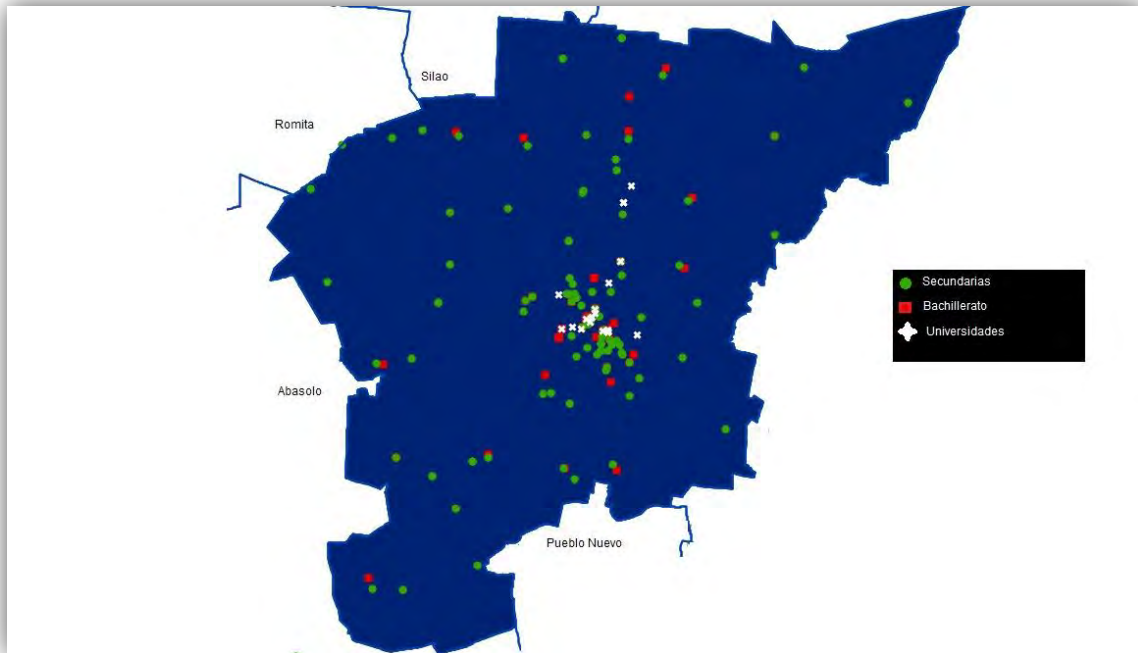 Silao
Romita
Secundarias
Bachillerato
Universidades
Abasolo
Pueblo Nuevo